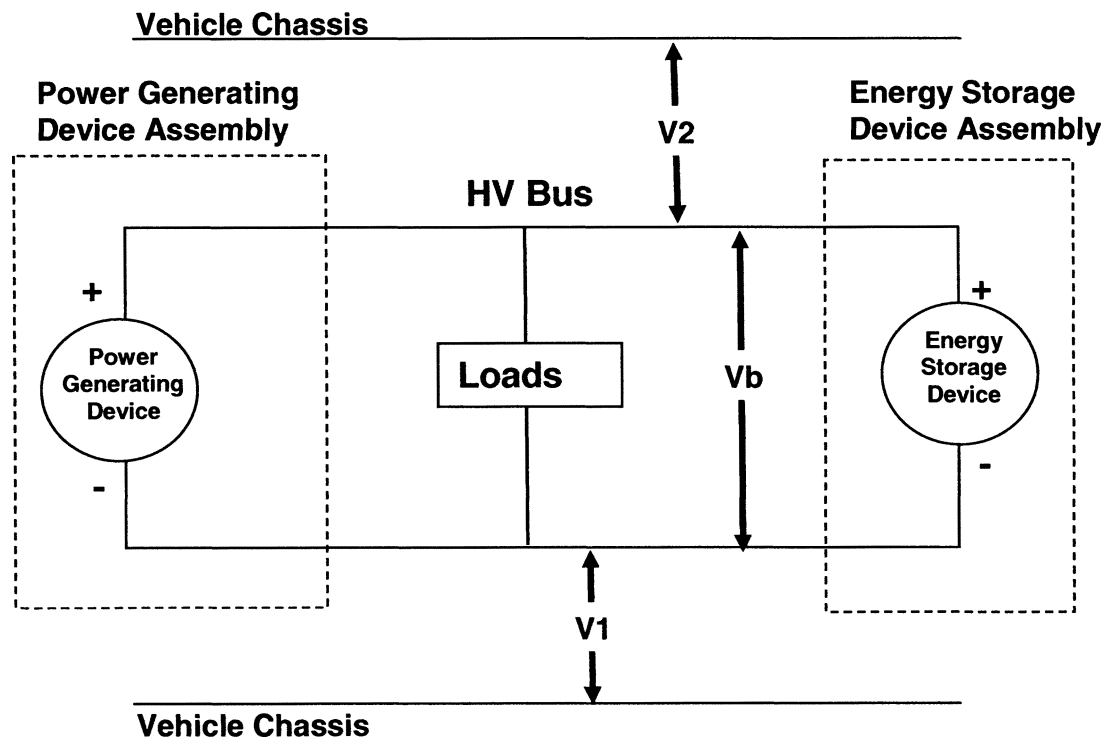 Vehicle Chassis
Power Generating
Device Assembly
Energy Storage
Device Assembly
V2
HV Bus
+
+
Power
Generating
Device
Energy
Storage
Device
Loads
Vb
-
-
V1
Vehicle Chassis